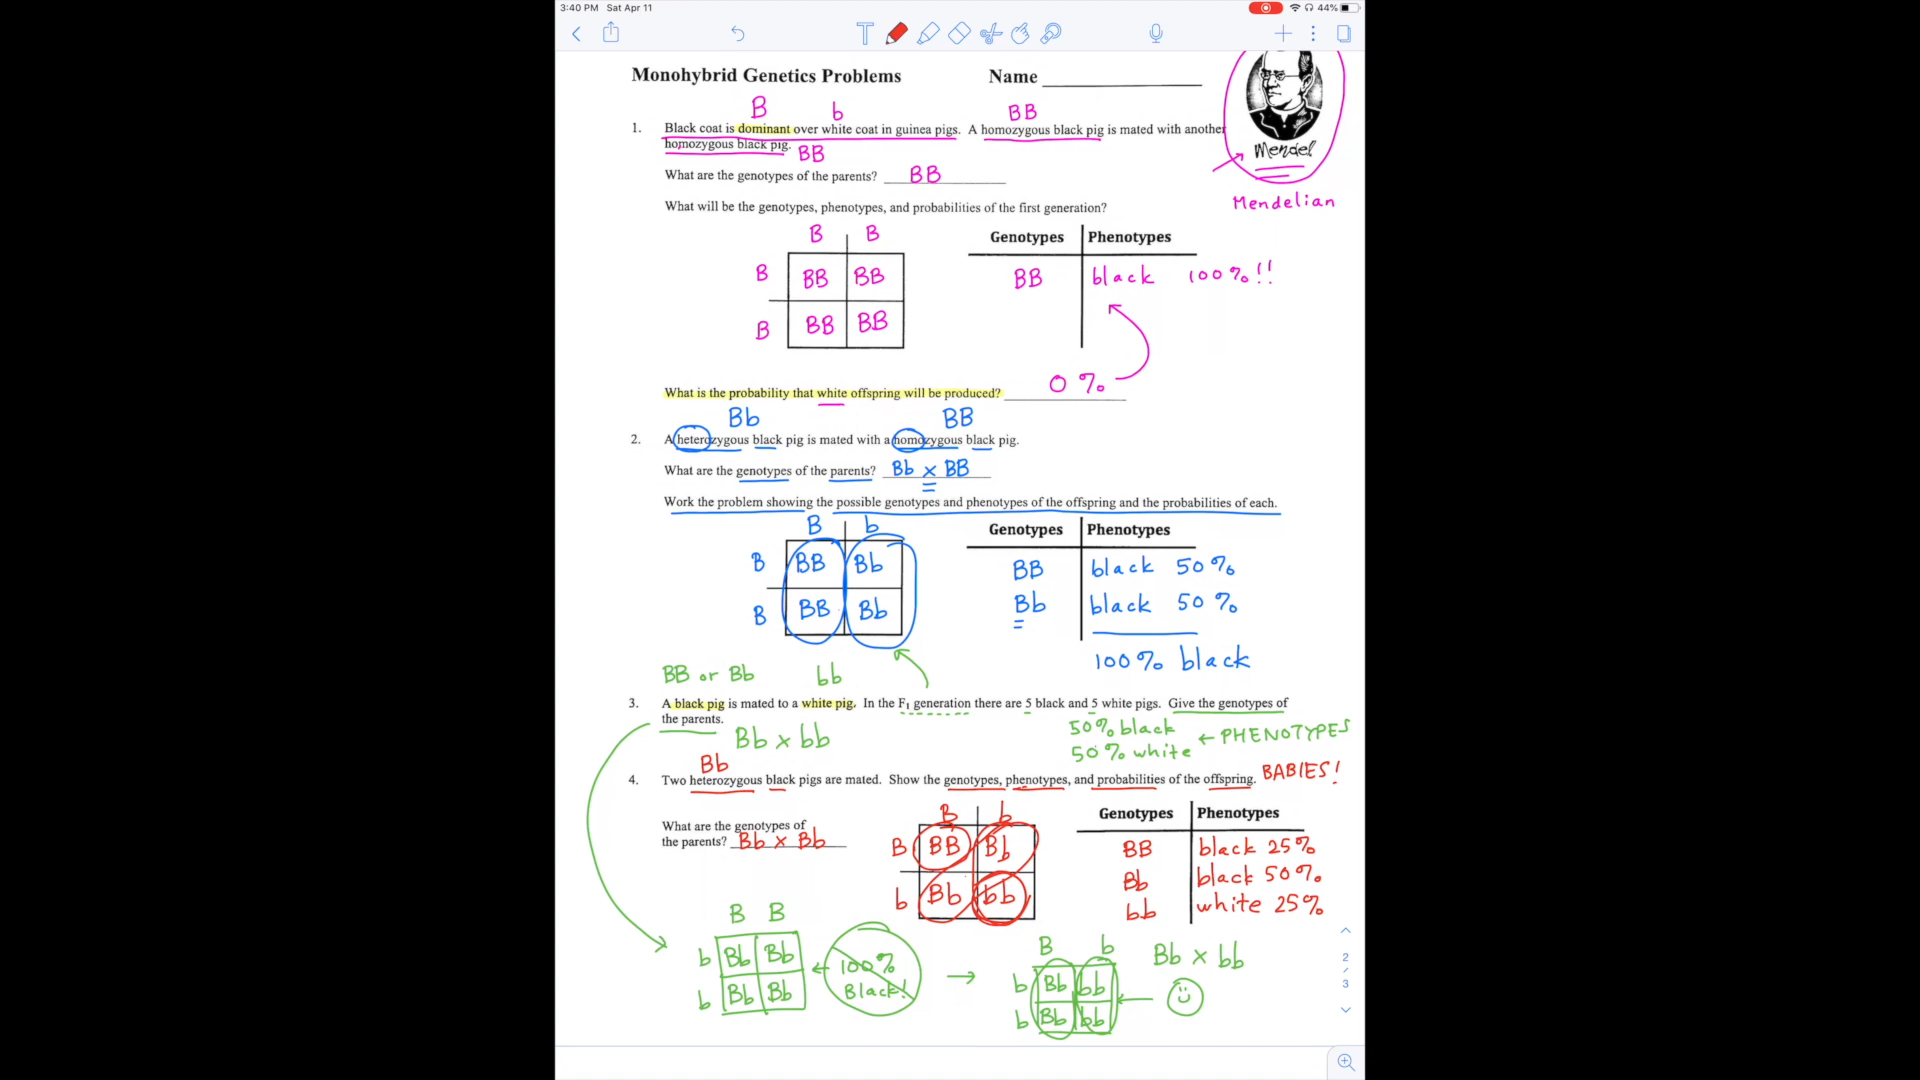 3:40 PM Sat Apr 11
44%
Monohybrid Genetics Problems
Name
Mendel
Mendelian
B b BB
1. Black coat is dominant over white coat in guinea pigs. A homozygous black pig is mated with another
homozygous black pig. BB
What are the genotypes of the parents? BB
What will be the genotypes, phenotypes, and probabilities of the first generation?
B B
B BB BB
B BB BB
Genotypes Phenotypes
BB black 100%!!
What is the probability that white offspring will be produced? 0%
Bb BB
2. A heterozygous black pig is mated with a homozygous black pig.
What are the genotypes of the parents? Bb x BB
Work the problem showing the possible genotypes and phenotypes of the offspring and the probabilities of each.
B b
B BB Bb
B BB Bb
Genotypes Phenotypes
BB black 50%
Bb black 50%
100% black
BB or Bb bb
3. A black pig is mated to a white pig. In the F1 generation there are 5 black and 5 white pigs. Give the genotypes of
the parents.
Bb x bb
50% black
50% white ← PHENOTYPES
Bb
4. Two heterozygous black pigs are mated. Show the genotypes, phenotypes, and probabilities of the offspring. BABIES!
What are the genotypes of
the parents? Bb x Bb
B b
B BB Bb
b Bb bb
Genotypes Phenotypes
BB black 25%
Bb black 50%
bb white 25%
B B
b Bb Bb
b Bb Bb
100%
Black!
B b
b Bb bb
b Bb bb
Bb x bb
2
/
3